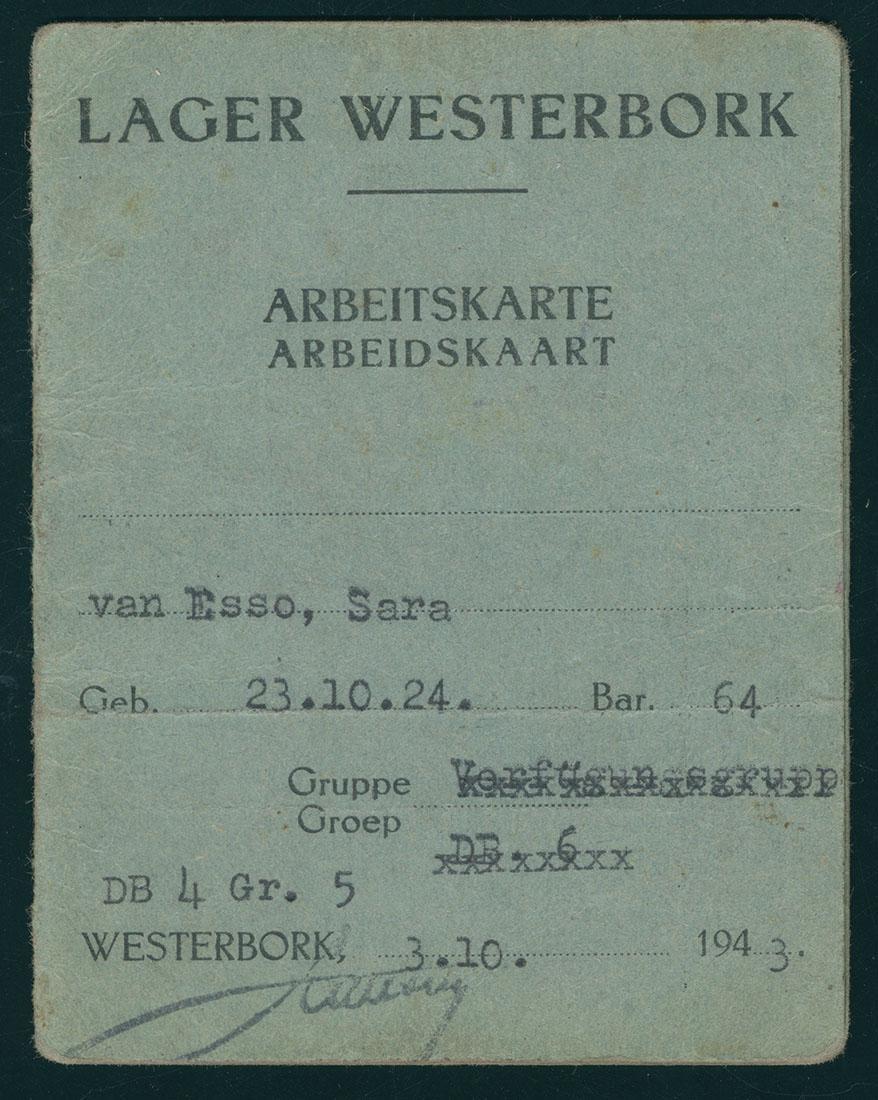 LAGER WESTERBORK
ARBEITSKARTE
ARBEIDSKAART
van Esso, Sara
Geb. 23.10.24. Bar. 64
Gruppe Verfügungsgrupp
Groep
DB. 6
DB 4 Gr. 5
WESTERBORK, 3.10. 1943.